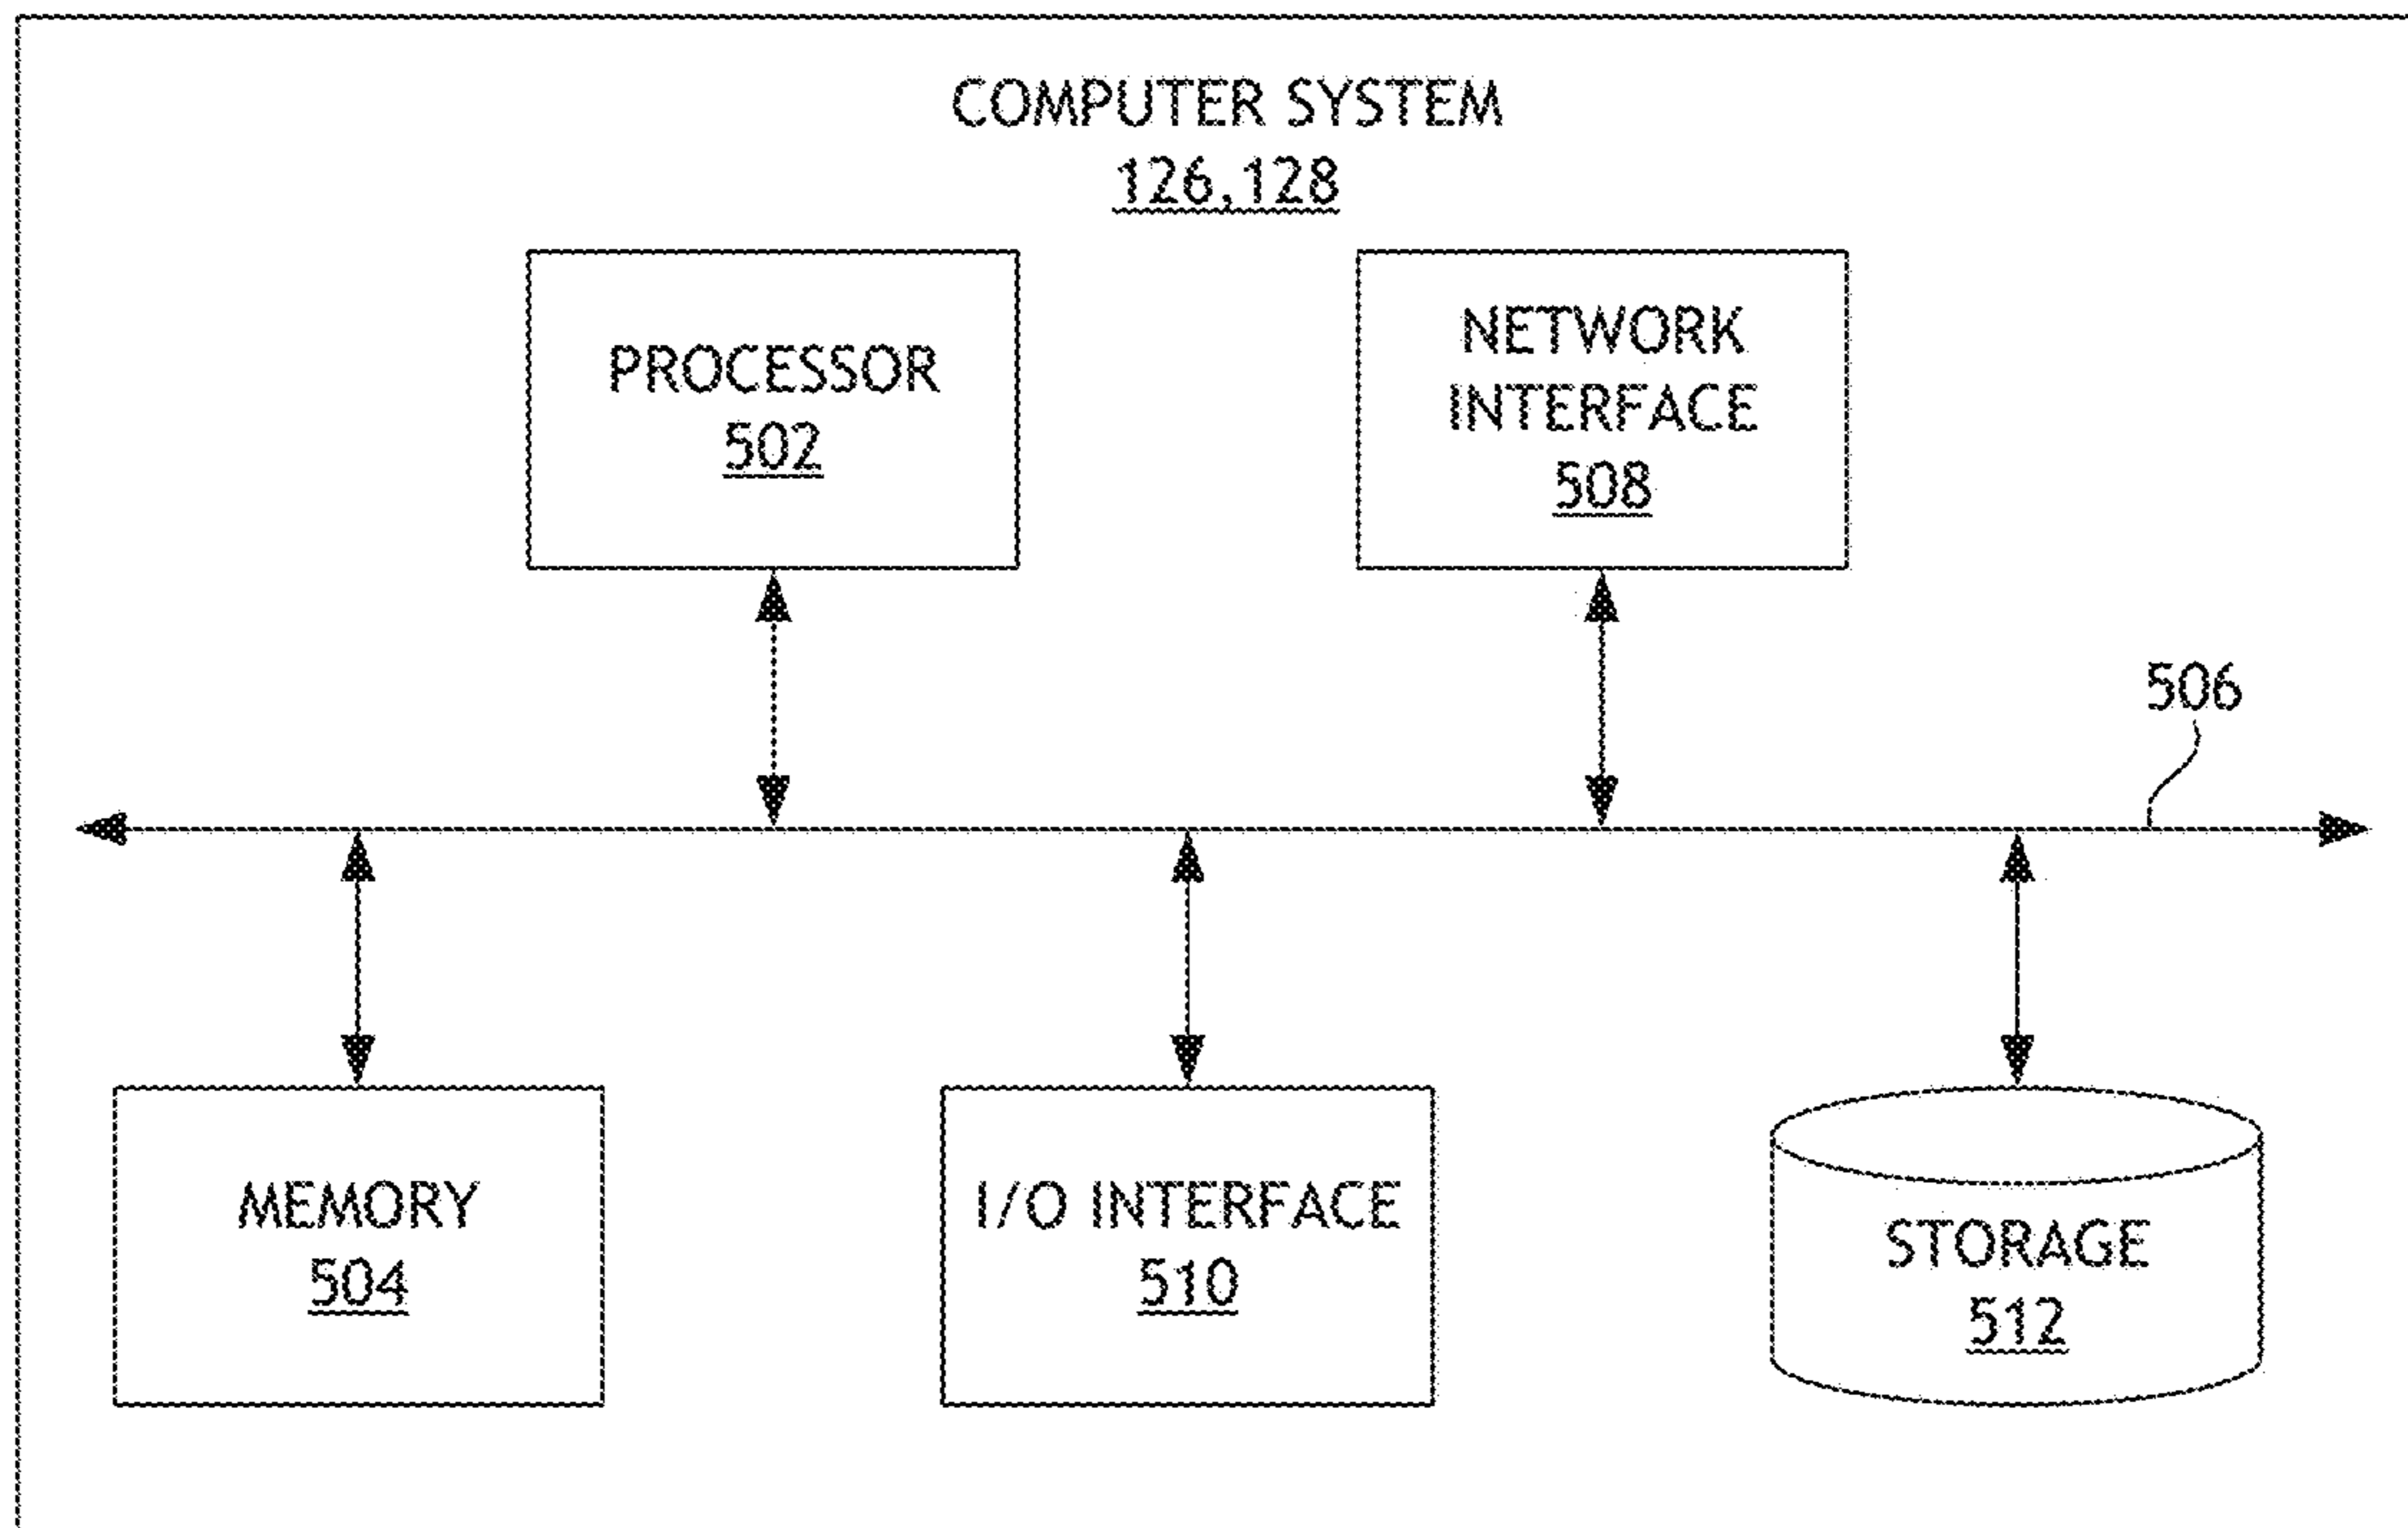 COMPUTER SYSTEM
126,128
PROCESSOR
502
NETWORK
INTERFACE
508
506
MEMORY
504
I/O INTERFACE
510
STORAGE
512